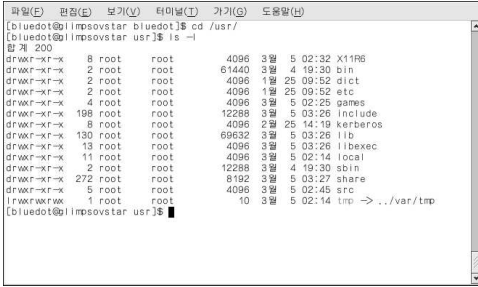 파일(F) 편집(E) 보기(V) 터미널(T) 가기(G) 도움말(H)
[bluedot@glimpsovstar bluedot]$ cd /usr/
[bluedot@glimpsovstar usr]$ ls -l
합계 200
drwxr-xr-x 8 root root 4096 3월 5 02:32 X11R6
drwxr-xr-x 2 root root 61440 3월 4 19:30 bin
drwxr-xr-x 2 root root 4096 1월 25 09:52 dict
drwxr-xr-x 2 root root 4096 1월 25 09:52 etc
drwxr-xr-x 4 root root 4096 3월 5 02:25 games
drwxr-xr-x 198 root root 12288 3월 5 03:26 include
drwxr-xr-x 8 root root 4096 2월 25 14:19 kerberos
drwxr-xr-x 130 root root 69632 3월 5 03:26 lib
drwxr-xr-x 13 root root 4096 3월 5 03:26 libexec
drwxr-xr-x 11 root root 4096 3월 5 02:14 local
drwxr-xr-x 2 root root 12288 3월 4 19:30 sbin
drwxr-xr-x 272 root root 8192 3월 5 03:27 share
drwxr-xr-x 5 root root 4096 3월 5 02:45 src
lrwxrwxrwx 1 root root 10 3월 5 02:14 tmp -> ../var/tmp
[bluedot@glimpsovstar usr]$